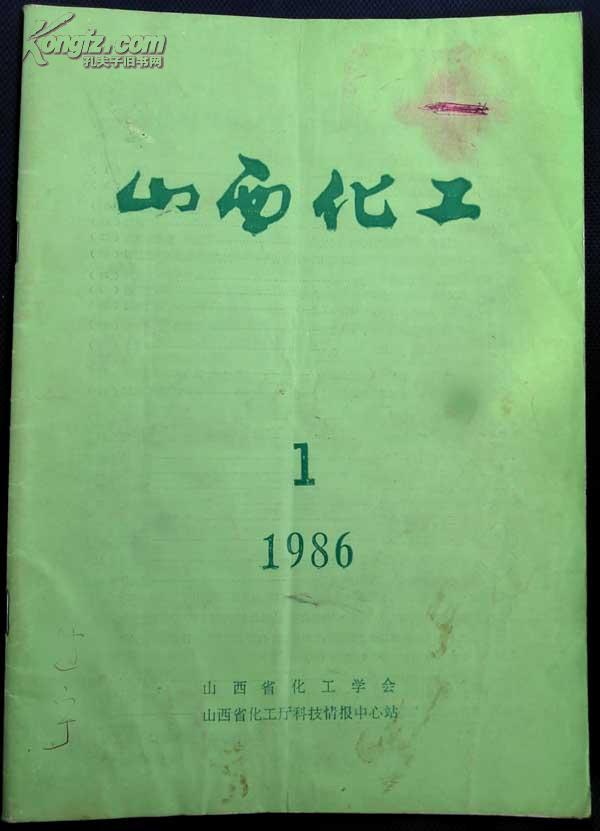 Kongfz.com
孔夫子旧书网
山西化工
1
1986
山西省化工学会
山西省化工厅科技情报中心站